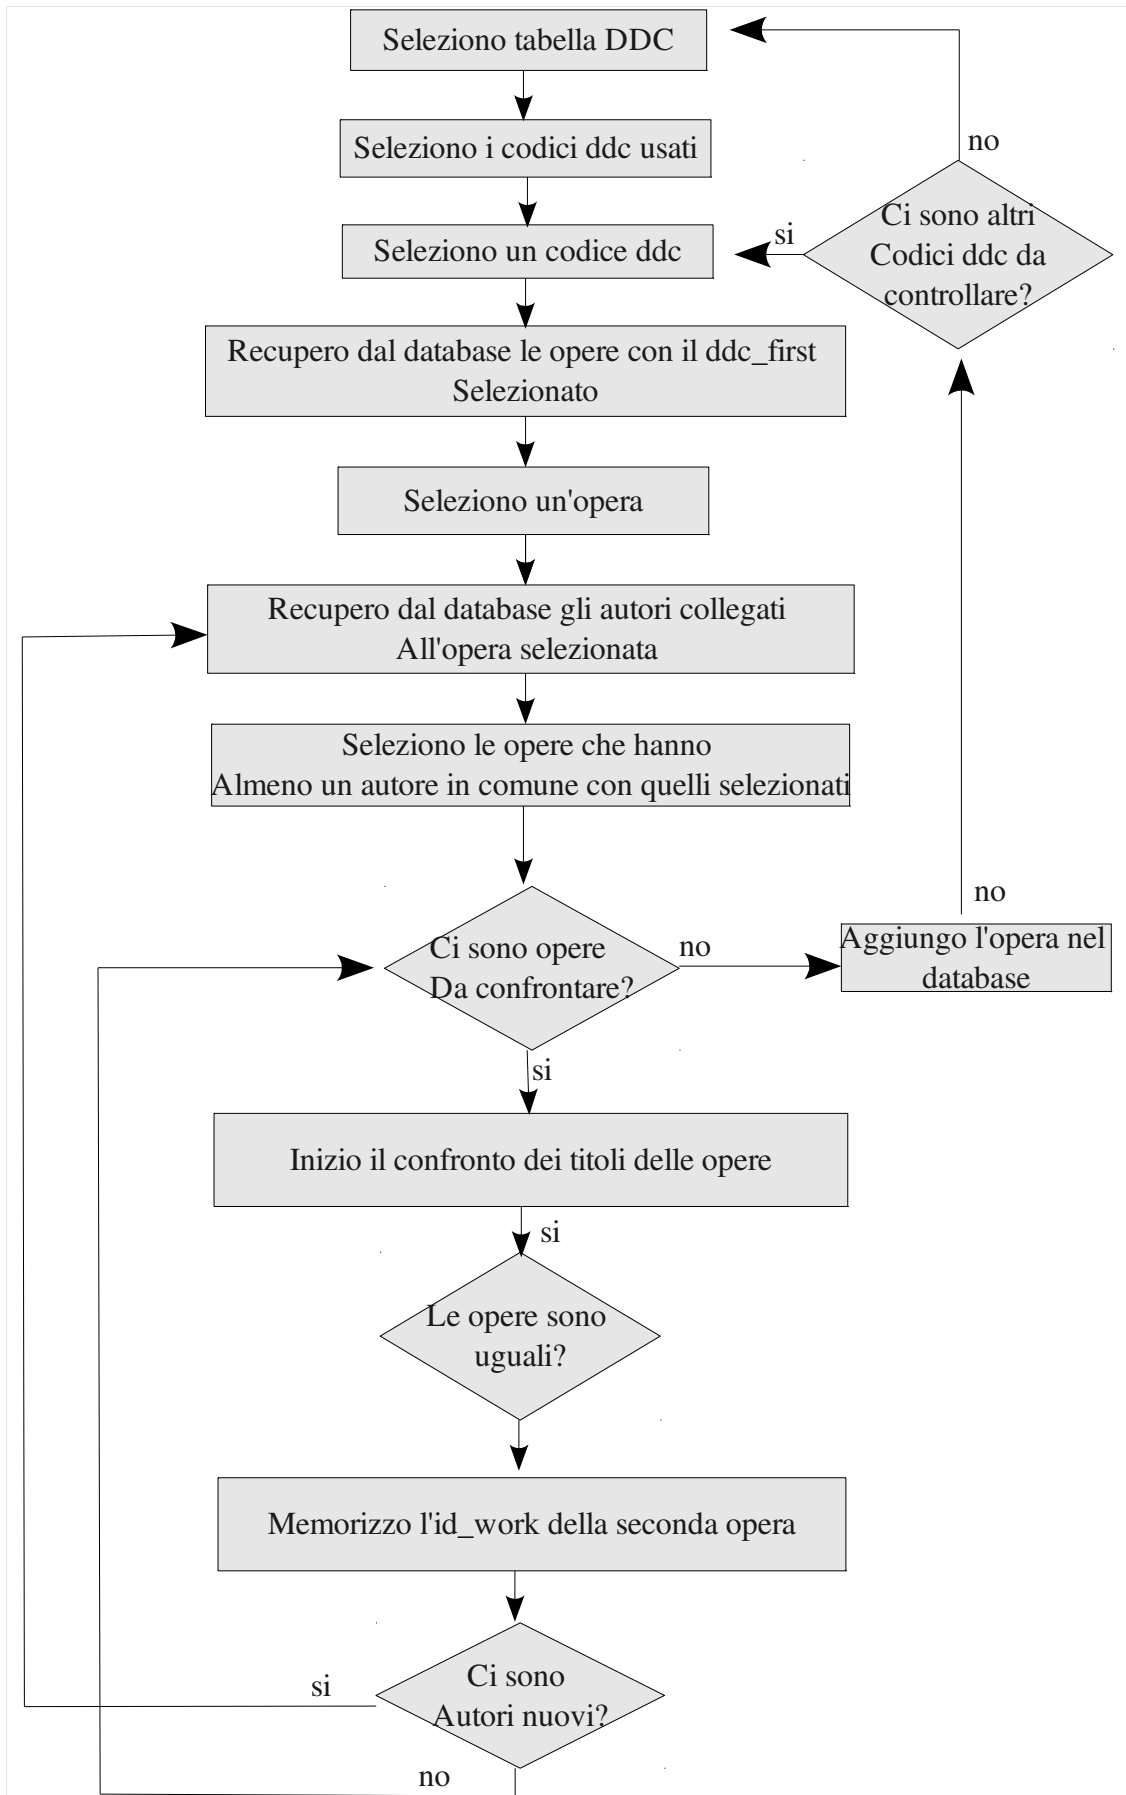 Seleziono tabella DDC
Seleziono i codici ddc usati
no
Ci sono altri
Codici ddc da
controllare?
si
Seleziono un codice ddc
Recupero dal database le opere con il ddc_first
Selezionato
Seleziono un'opera
Recupero dal database gli autori collegati
All'opera selezionata
Seleziono le opere che hanno
Almeno un autore in comune con quelli selezionati
Ci sono opere
Da confrontare?
no
no
Aggiungo l'opera nel
database
si
Inizio il confronto dei titoli delle opere
si
Le opere sono
uguali?
Memorizzo l'id_work della seconda opera
Ci sono
Autori nuovi?
si
no